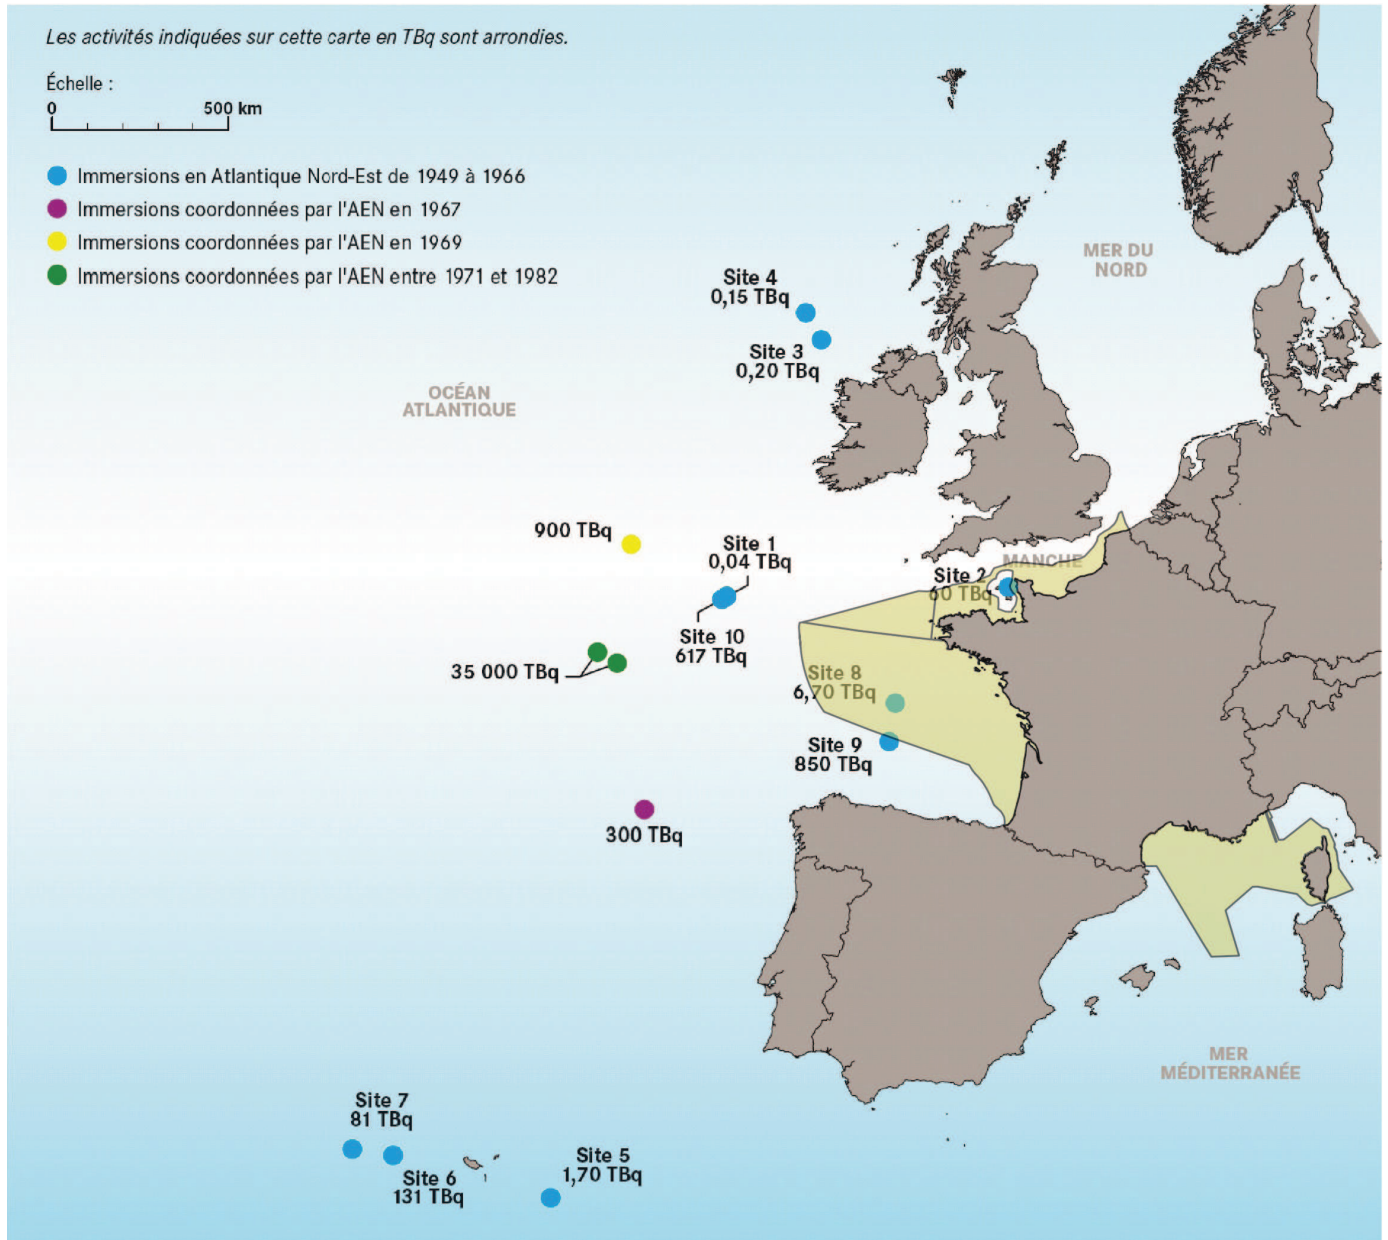 Les activités indiquées sur cette carte en TBq sont arrondies.
Échelle :
0 500 km
Immersions en Atlantique Nord-Est de 1949 à 1966
Immersions coordonnées par l'AEN en 1967
Immersions coordonnées par l'AEN en 1969
Immersions coordonnées par l'AEN entre 1971 et 1982
MER DU
NORD
Site 4
0,15 TBq
Site 3
0,20 TBq
OCÉAN
ATLANTIQUE
900 TBq
Site 1
0,04 TBq
MANCHE
Site 2
60 TBq
Site 10
617 TBq
35 000 TBq
Site 8
6,70 TBq
Site 9
850 TBq
300 TBq
MER
MÉDITERRANÉE
Site 7
81 TBq
Site 6
131 TBq
Site 5
1,70 TBq